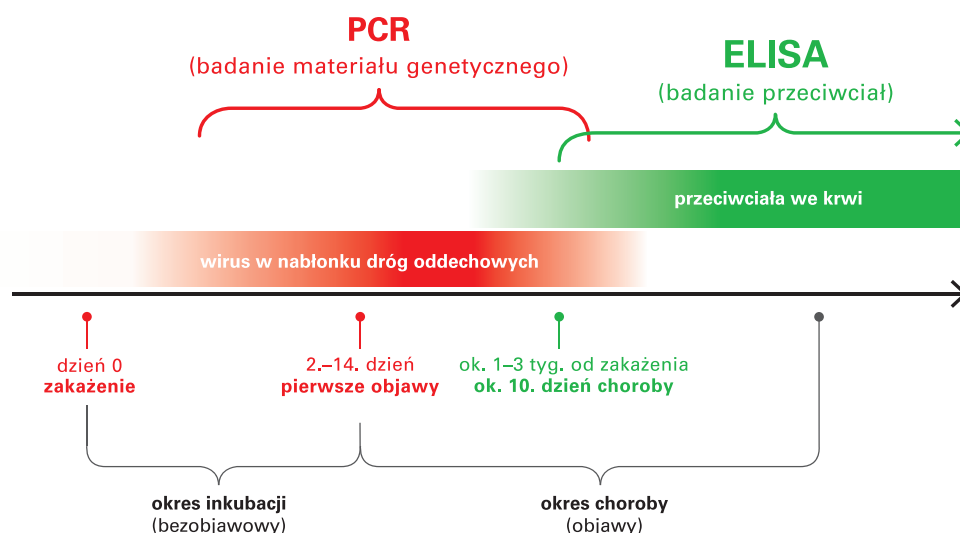 PCR
(badanie materiału genetycznego)
ELISA
(badanie przeciwciał)
przeciwciała we krwi
wirus w nabłonku dróg oddechowych
dzień 0
zakażenie
2.–14. dzień
pierwsze objawy
ok. 1–3 tyg. od zakażenia
ok. 10. dzień choroby
okres inkubacji
(bezobjawowy)
okres choroby
(objawy)